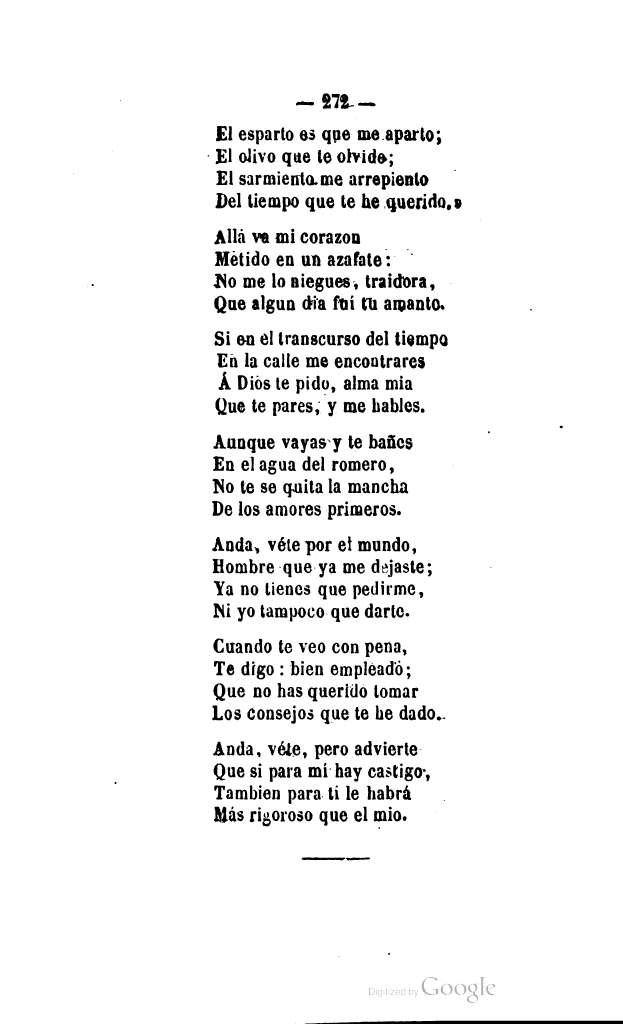 — 272 —
El esparto es que me aparto;
El olivo que te olvido;
El sarmiento me arrepiento
Del tiempo que te he querido.»
Allá va mi corazon
Metido en un azafate:
No me lo niegues, traidora,
Que algun dia fuí tu amante.
Si en el transcurso del tiempo
En la calle me encontrares
Á Dios te pido, alma mia
Que te pares, y me hables.
Aunque vayas y te bañes
En el agua del romero,
No te se quita la mancha
De los amores primeros.
Anda, véte por el mundo,
Hombre que ya me dejaste;
Ya no tienes que pedirme,
Ni yo tampoco que darte.
Cuando te veo con pena,
Te digo: bien empleado;
Que no has querido tomar
Los consejos que te he dado.
Anda, véte, pero advierte
Que si para mí hay castigo,
Tambien para ti le habrá
Más rigoroso que el mio.
Digitized by Google